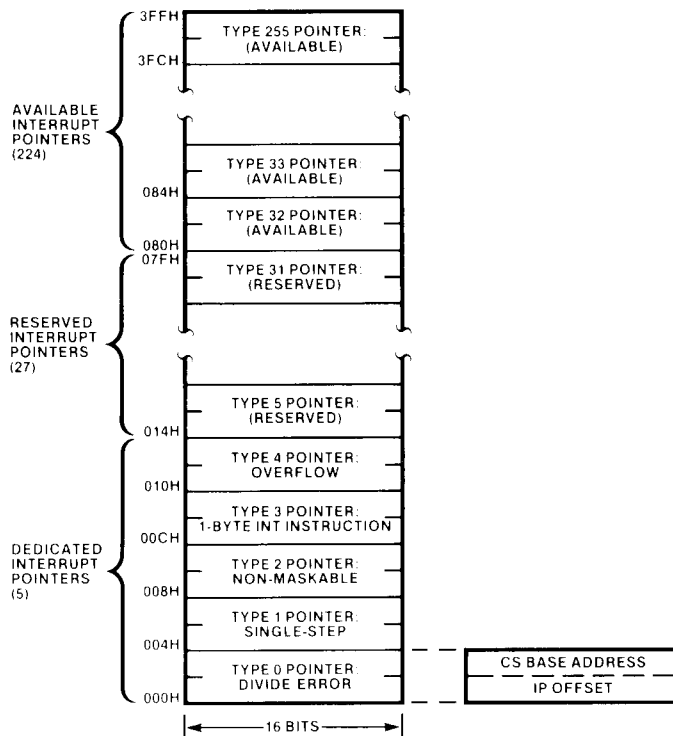 3FFH
TYPE 255 POINTER:
(AVAILABLE)
3FCH
AVAILABLE
INTERRUPT
POINTERS
(224)
TYPE 33 POINTER:
(AVAILABLE)
084H
TYPE 32 POINTER:
(AVAILABLE)
080H
07FH
TYPE 31 POINTER:
(RESERVED)
RESERVED
INTERRUPT
POINTERS
(27)
TYPE 5 POINTER:
(RESERVED)
014H
TYPE 4 POINTER:
OVERFLOW
010H
TYPE 3 POINTER:
1-BYTE INT INSTRUCTION
00CH
DEDICATED
INTERRUPT
POINTERS
(5)
TYPE 2 POINTER:
NON-MASKABLE
008H
TYPE 1 POINTER:
SINGLE-STEP
004H
TYPE 0 POINTER:
DIVIDE ERROR
000H
CS BASE ADDRESS
IP OFFSET
16 BITS